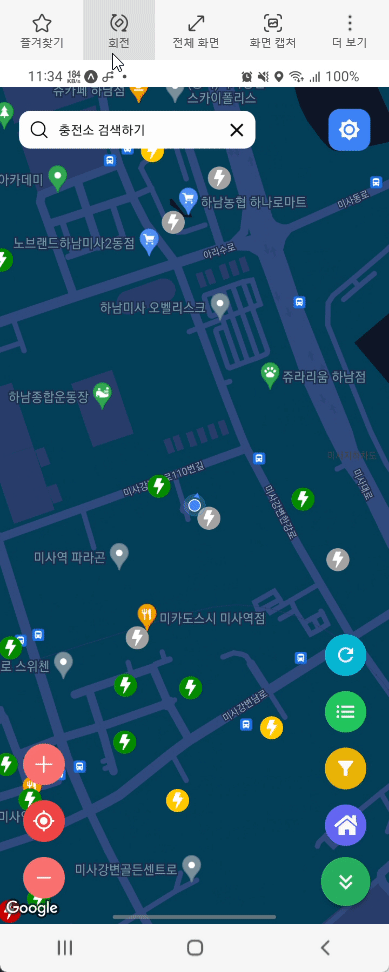 즐겨찾기
회전
전체 화면
화면 캡처
더 보기
11:34 184 KB/s 100%
쥬카페 하남점
스카이폴리스
충전소 검색하기
아카데미
하남농협 하나로마트
미사동로
노브랜드하남미사2동점
아리수로
하남미사 오벨리스크
쥬라리움 하남점
하남종합운동장
미사강변한강로
미사대로
미사강변한강로110번길
미사역 파라곤
미카도스시 미사역점
로 스위첸
미사강변남로
미사역
미사강변골든센트로
Google